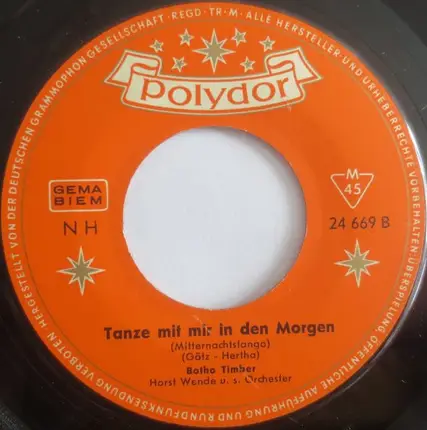 polydor
GEMA
BIEM
NH
M
45
24 669 B
Tanze mit mir in den Morgen
(Mitternachtstango)
(Götz - Hertha)
Botho Timber
Horst Wende u. s. Orchester
HERGESTELLT VON DER DEUTSCHEN GRAMMOPHON GESELLSCHAFT · REGD · TR · M · ALLE HERSTELLER UND URHEBERRECHTE VORBEHALTEN · ÜBERSPIELUNG, ÖFFENTLICHE AUFFÜHRUNG UND RUNDFUNKSENDUNG VERBOTEN